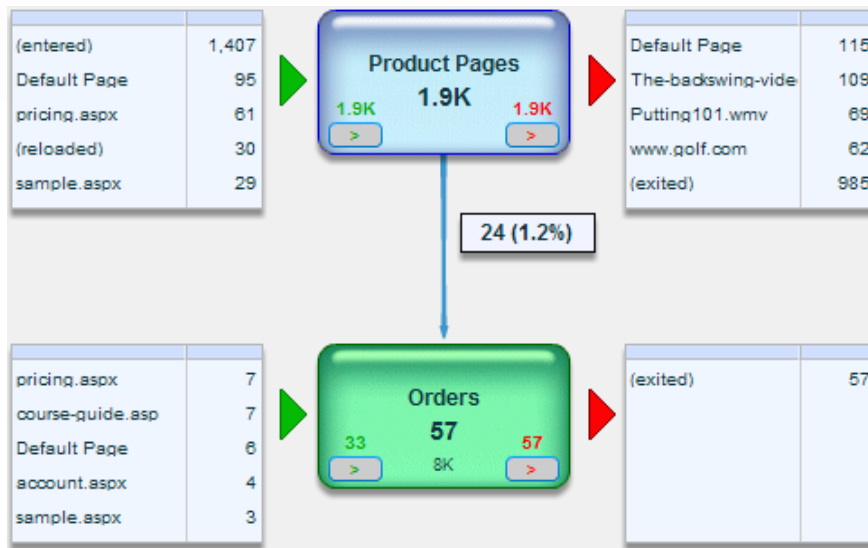 (entered) 1,407
Default Page 95
pricing.aspx 61
(reloaded) 30
sample.aspx 29
Product Pages
1.9K
1.9K 1.9K
> >
Default Page 115
The-backswing-vide 109
Putting101.wmv 69
www.golf.com 62
(exited) 985
24 (1.2%)
pricing.aspx 7
course-guide.asp 7
Default Page 6
account.aspx 4
sample.aspx 3
Orders
57
33 57
8K
> >
(exited) 57